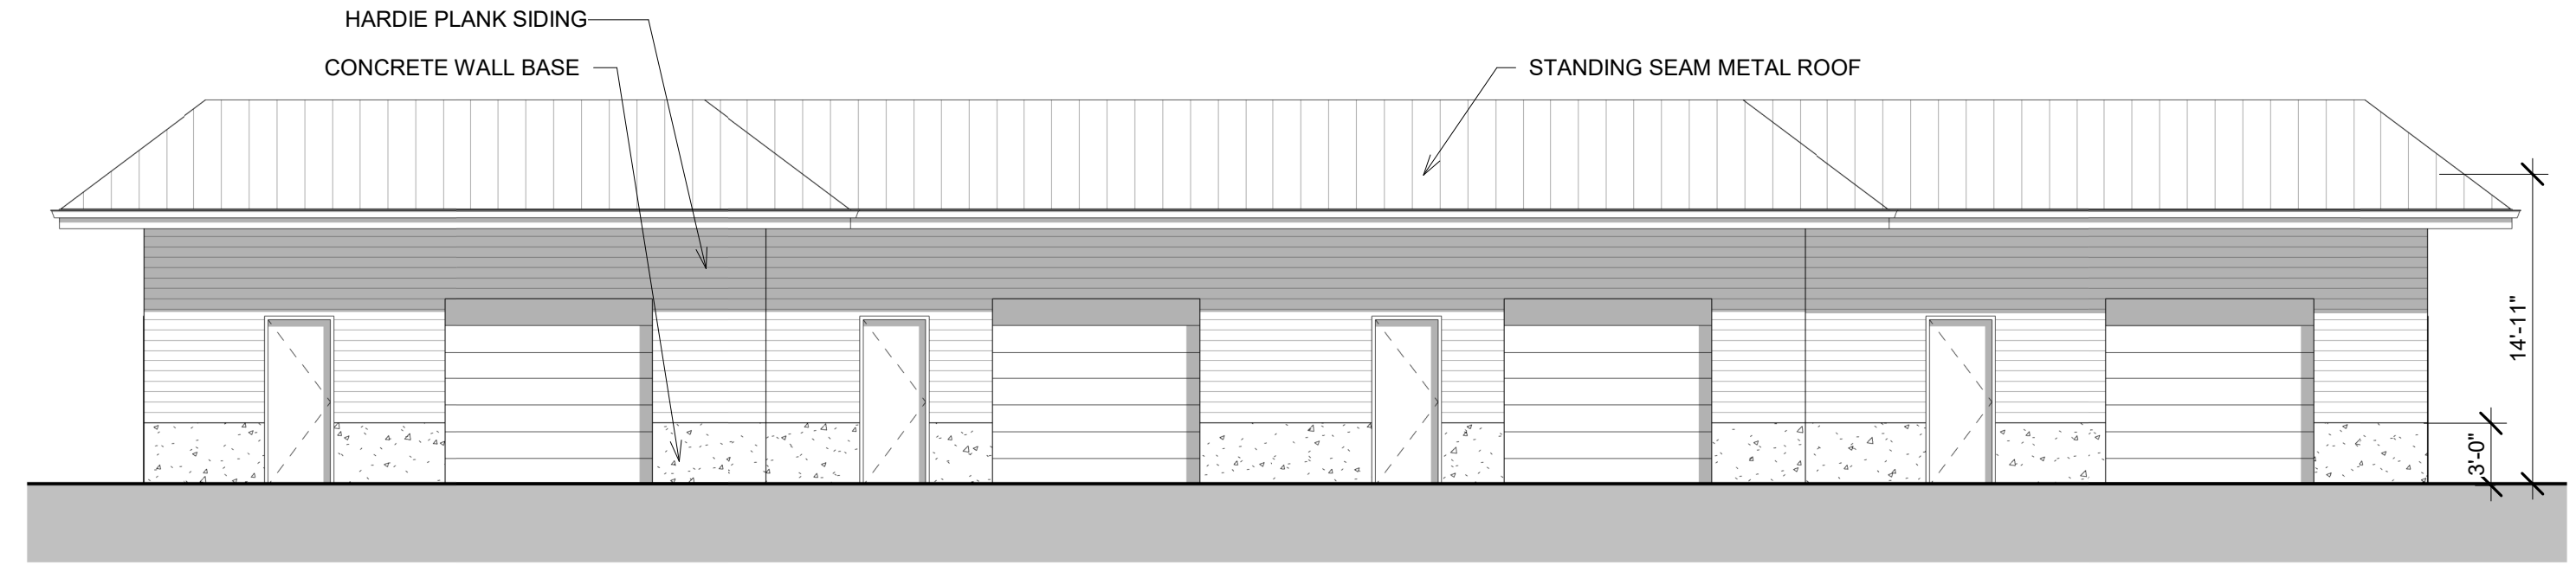 HARDIE PLANK SIDING
CONCRETE WALL BASE
STANDING SEAM METAL ROOF
14'-11"
3'-0"